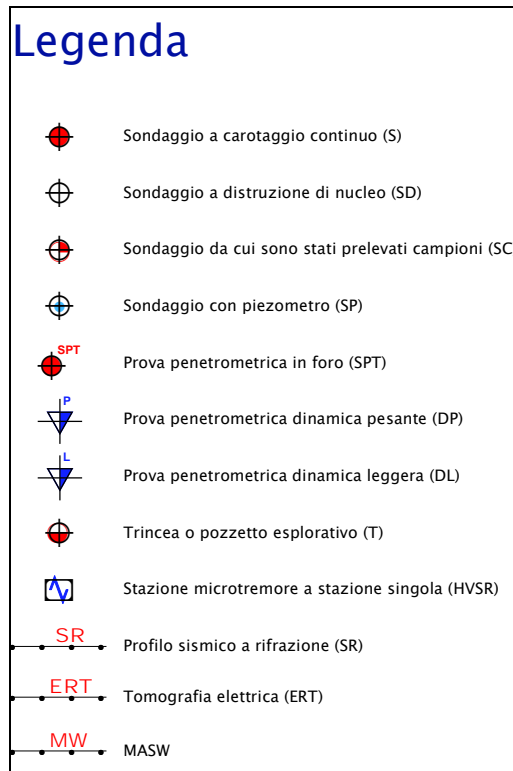 Legenda
Sondaggio a carotaggio continuo (S)
Sondaggio a distruzione di nucleo (SD)
Sondaggio da cui sono stati prelevati campioni (SC
Sondaggio con piezometro (SP)
SPT
Prova penetrometrica in foro (SPT)
P
Prova penetrometrica dinamica pesante (DP)
L
Prova penetrometrica dinamica leggera (DL)
Trincea o pozzetto esplorativo (T)
Stazione microtremore a stazione singola (HVSR)
SR
Profilo sismico a rifrazione (SR)
ERT
Tomografia elettrica (ERT)
MW
MASW